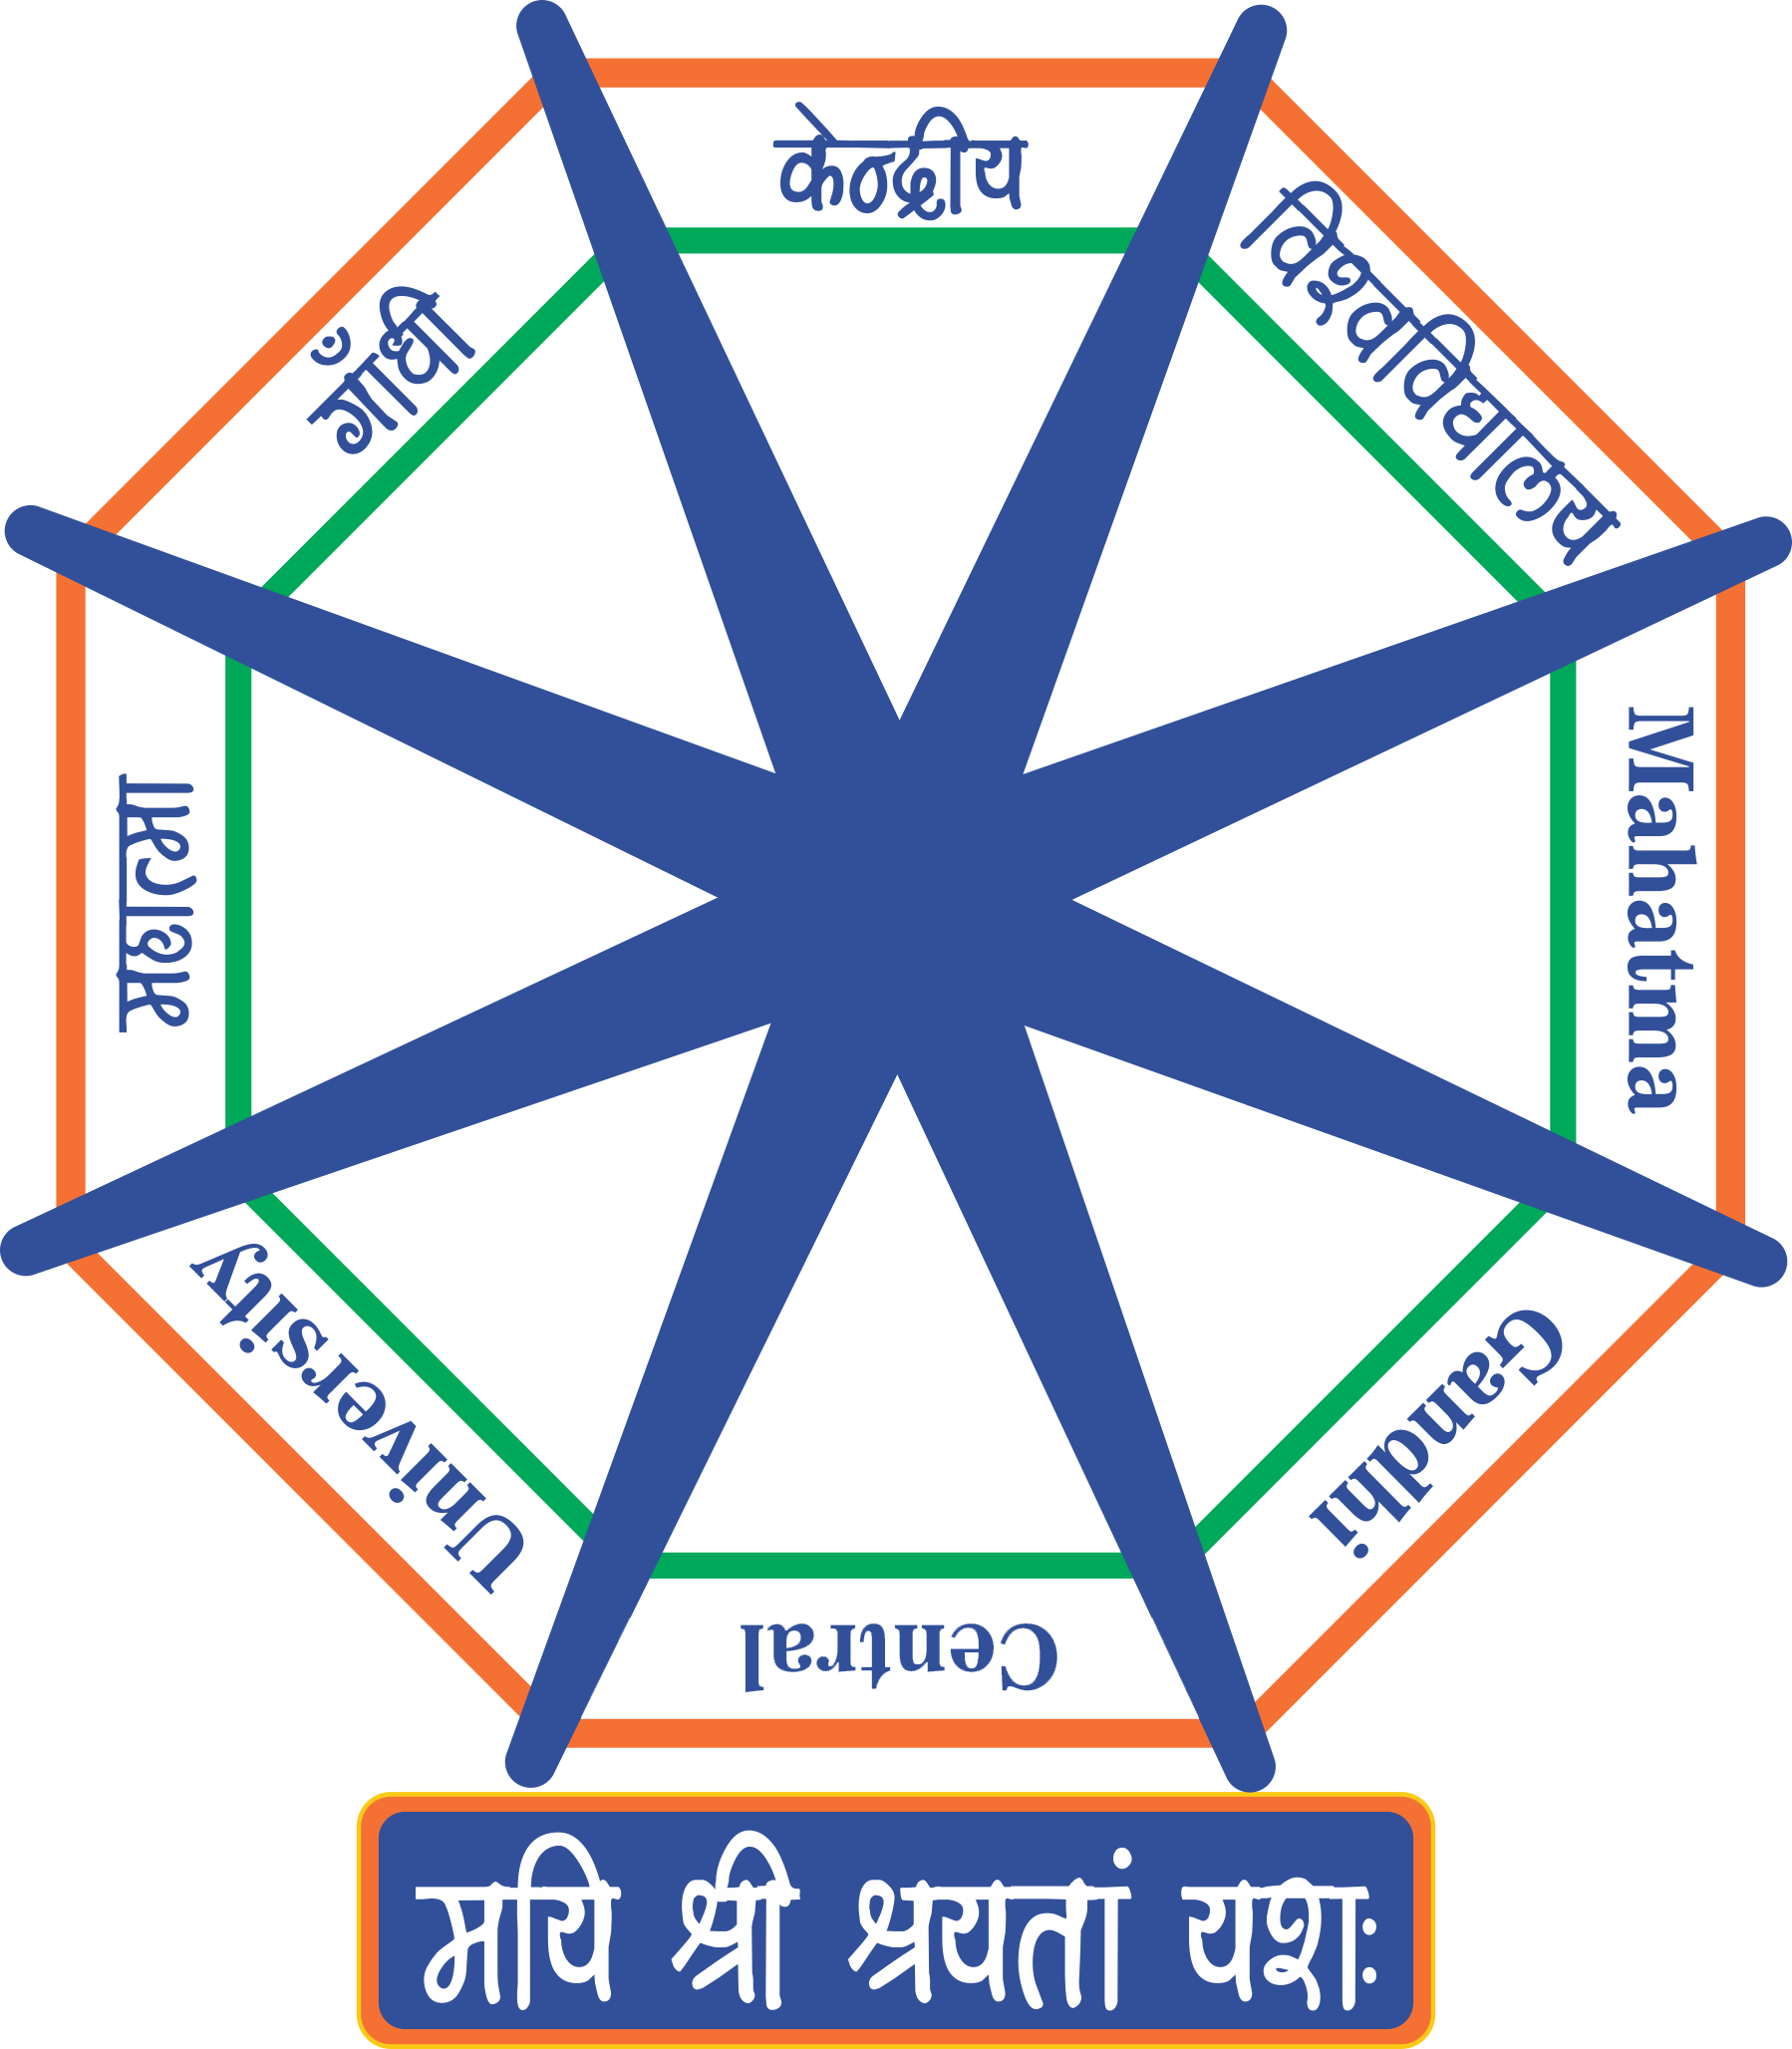 महात्मा
गाँधी
केन्द्रीय
विश्वविद्यालय
Mahatma
Gandhi
Central
University
मयि श्री श्रयतां यशः